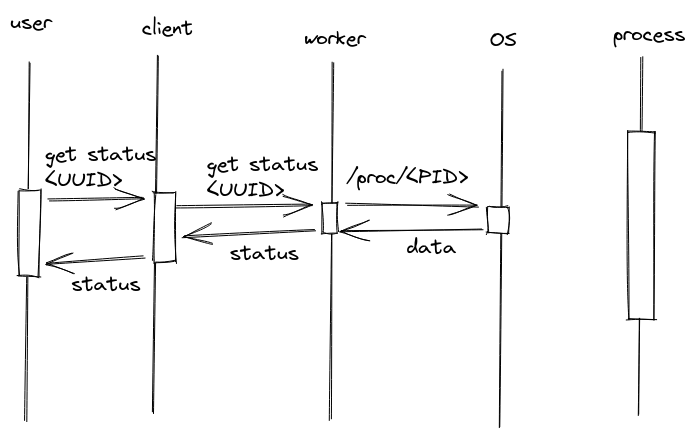 user
client
worker
OS
process
get status
<UUID>
get status
<UUID>
/proc/<PID>
status
status
data